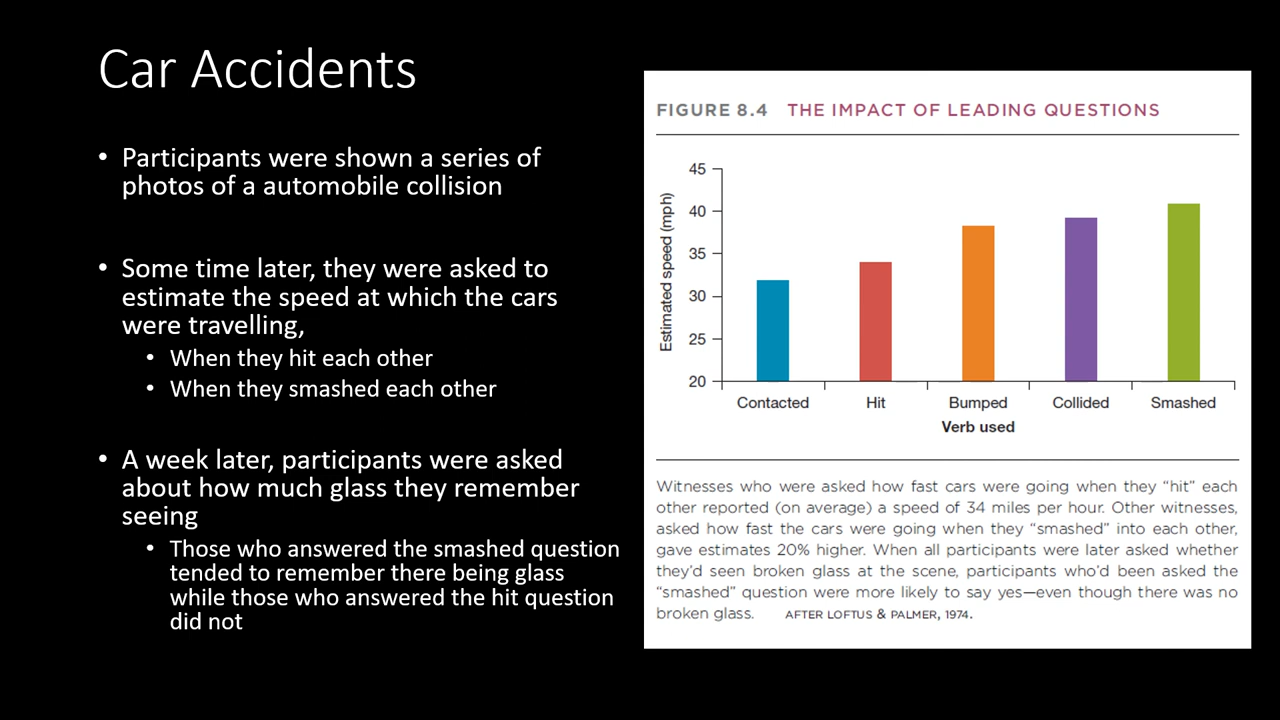 Car Accidents
• Participants were shown a series of
photos of a automobile collision
• Some time later, they were asked to
estimate the speed at which the cars
were travelling,
• When they hit each other
• When they smashed each other
• A week later, participants were asked
about how much glass they remember
seeing
• Those who answered the smashed question
tended to remember there being glass
while those who answered the hit question
did not
FIGURE 8.4 THE IMPACT OF LEADING QUESTIONS
Estimated speed (mph)
45
40
35
30
25
20
Contacted Hit Bumped Collided Smashed
Verb used
Witnesses who were asked how fast cars were going when they “hit” each
other reported (on average) a speed of 34 miles per hour. Other witnesses,
asked how fast the cars were going when they “smashed” into each other,
gave estimates 20% higher. When all participants were later asked whether
they’d seen broken glass at the scene, participants who’d been asked the
“smashed” question were more likely to say yes—even though there was no
broken glass. AFTER LOFTUS & PALMER, 1974.